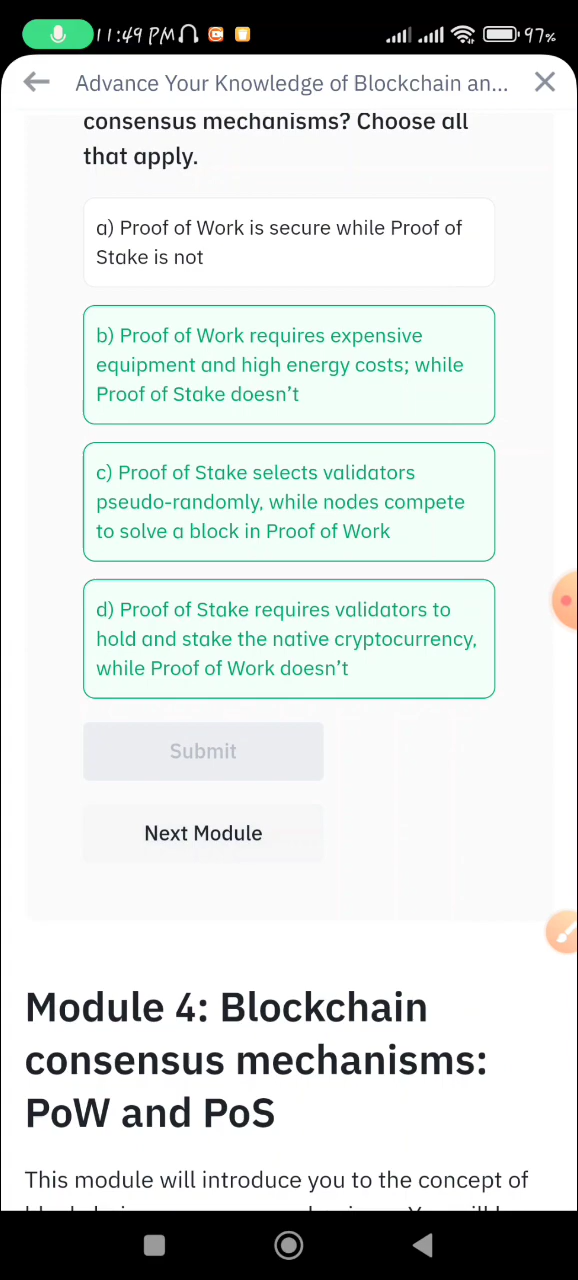 11:49 PM
97%
Advance Your Knowledge of Blockchain an...
consensus mechanisms? Choose all
that apply.
a) Proof of Work is secure while Proof of
Stake is not
b) Proof of Work requires expensive
equipment and high energy costs; while
Proof of Stake doesn’t
c) Proof of Stake selects validators
pseudo-randomly, while nodes compete
to solve a block in Proof of Work
d) Proof of Stake requires validators to
hold and stake the native cryptocurrency,
while Proof of Work doesn’t
Submit
Next Module
Module 4: Blockchain
consensus mechanisms:
PoW and PoS
This module will introduce you to the concept of